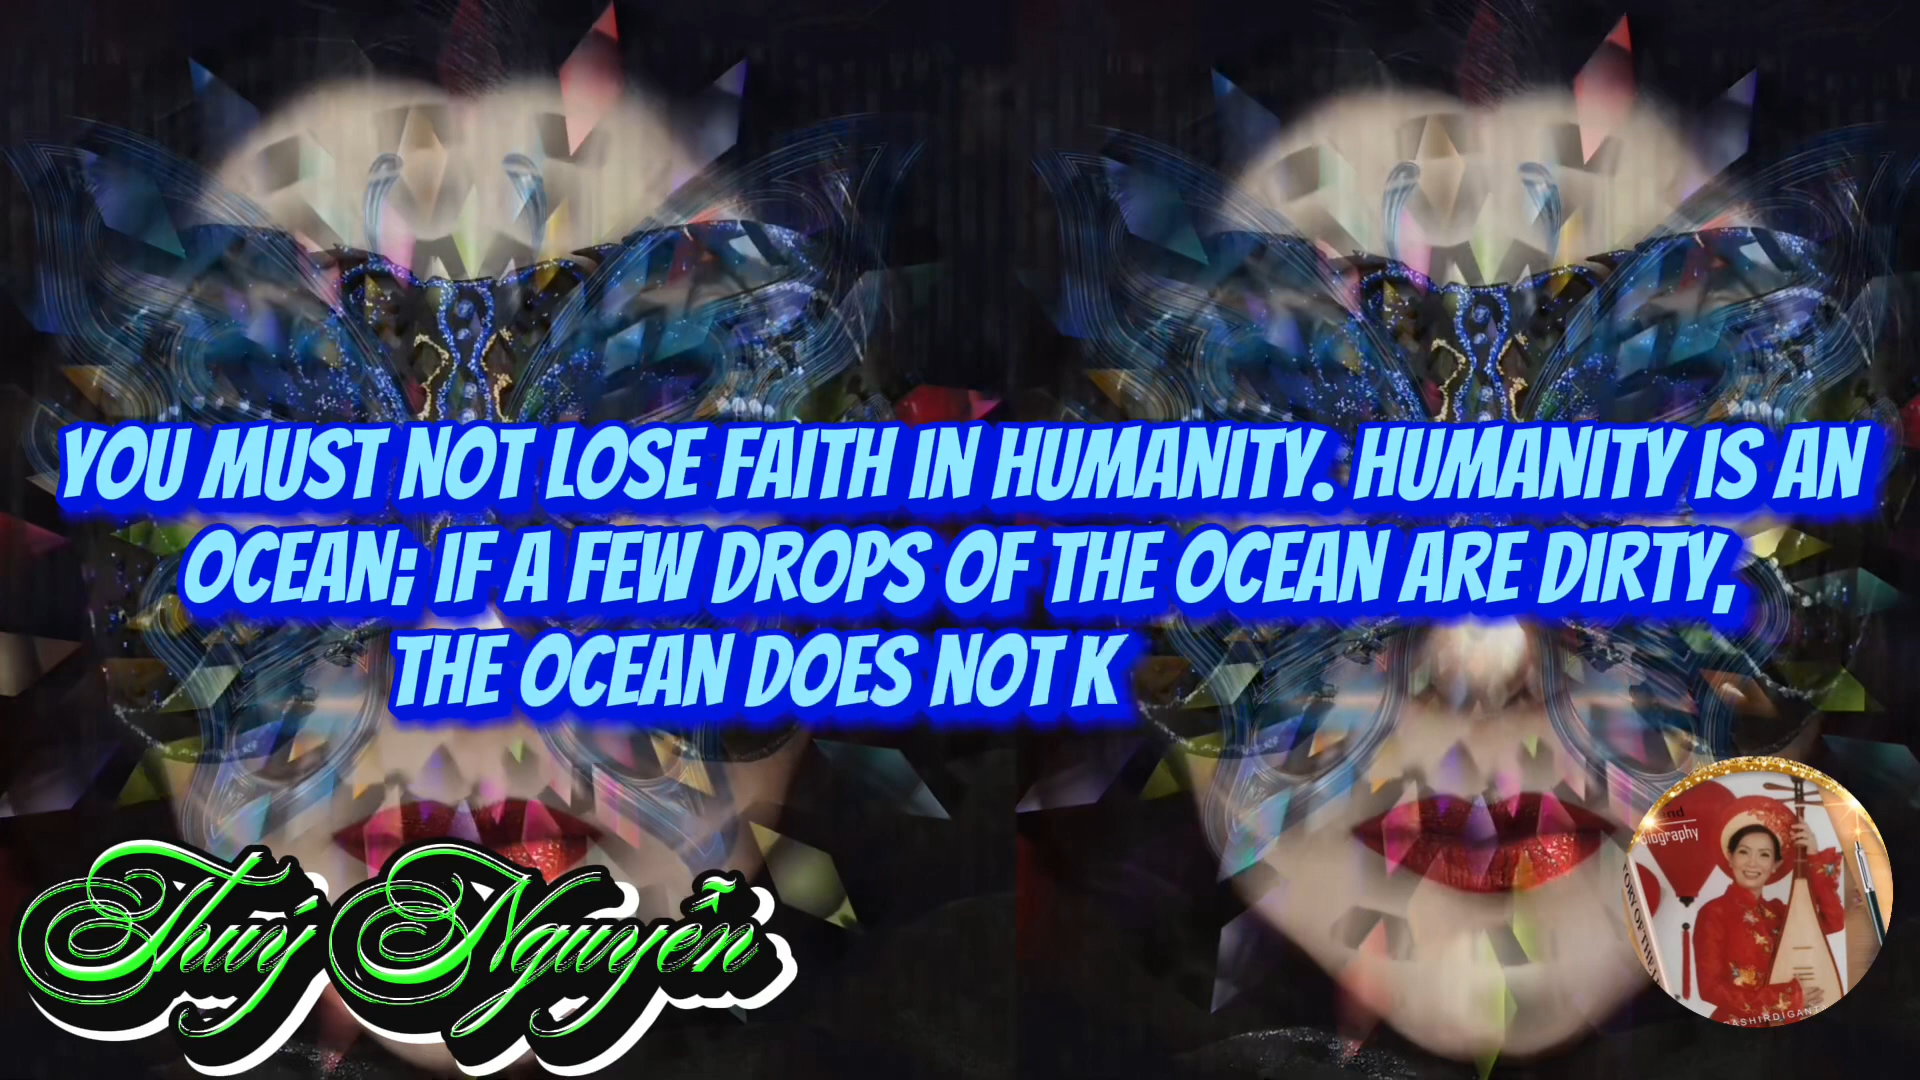 YOU MUST NOT LOSE FAITH IN HUMANITY. HUMANITY IS AN
OCEAN; IF A FEW DROPS OF THE OCEAN ARE DIRTY,
THE OCEAN DOES NOT K
Thuý Nguyễn
Biography